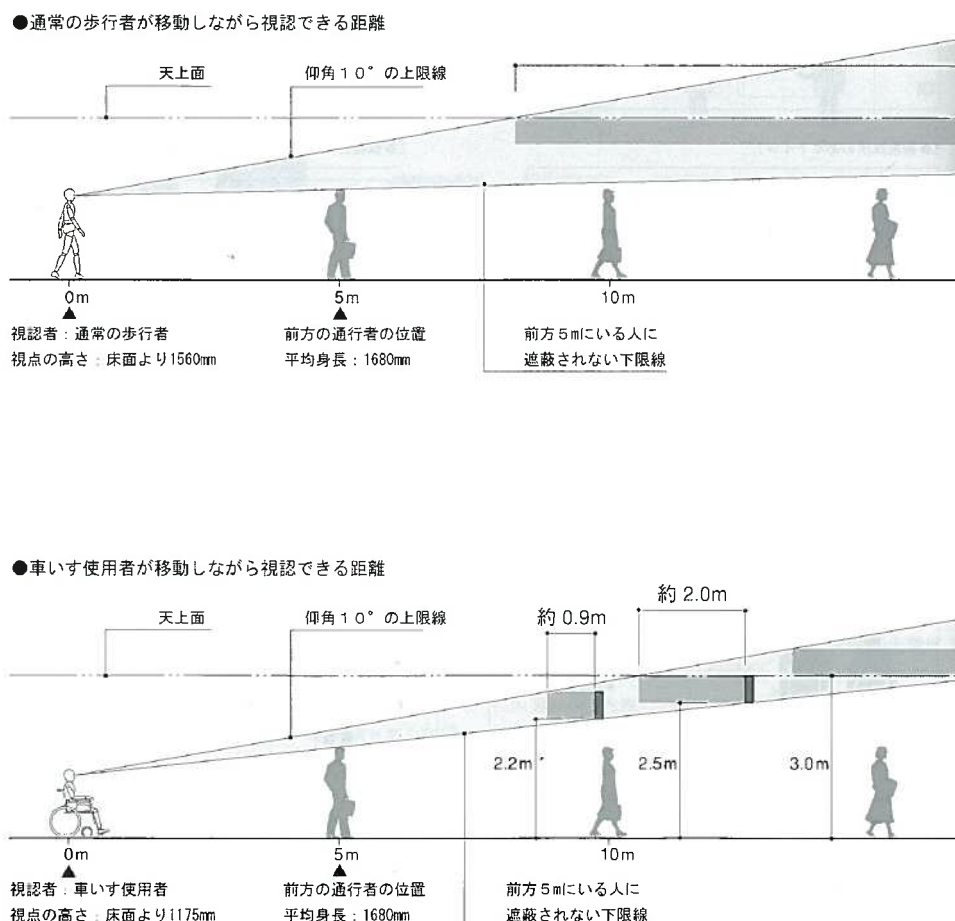 ●通常の歩行者が移動しながら視認できる距離
天上面
仰角10°の上限線
0m
5m
10m
視認者：通常の歩行者
視点の高さ：床面より1560mm
前方の通行者の位置
平均身長：1680mm
前方5mにいる人に
遮蔽されない下限線
●車いす使用者が移動しながら視認できる距離
天上面
仰角10°の上限線
約0.9m
約2.0m
2.2m
2.5m
3.0m
0m
5m
10m
視認者：車いす使用者
視点の高さ：床面より1175mm
前方の通行者の位置
平均身長：1680mm
前方5mにいる人に
遮蔽されない下限線